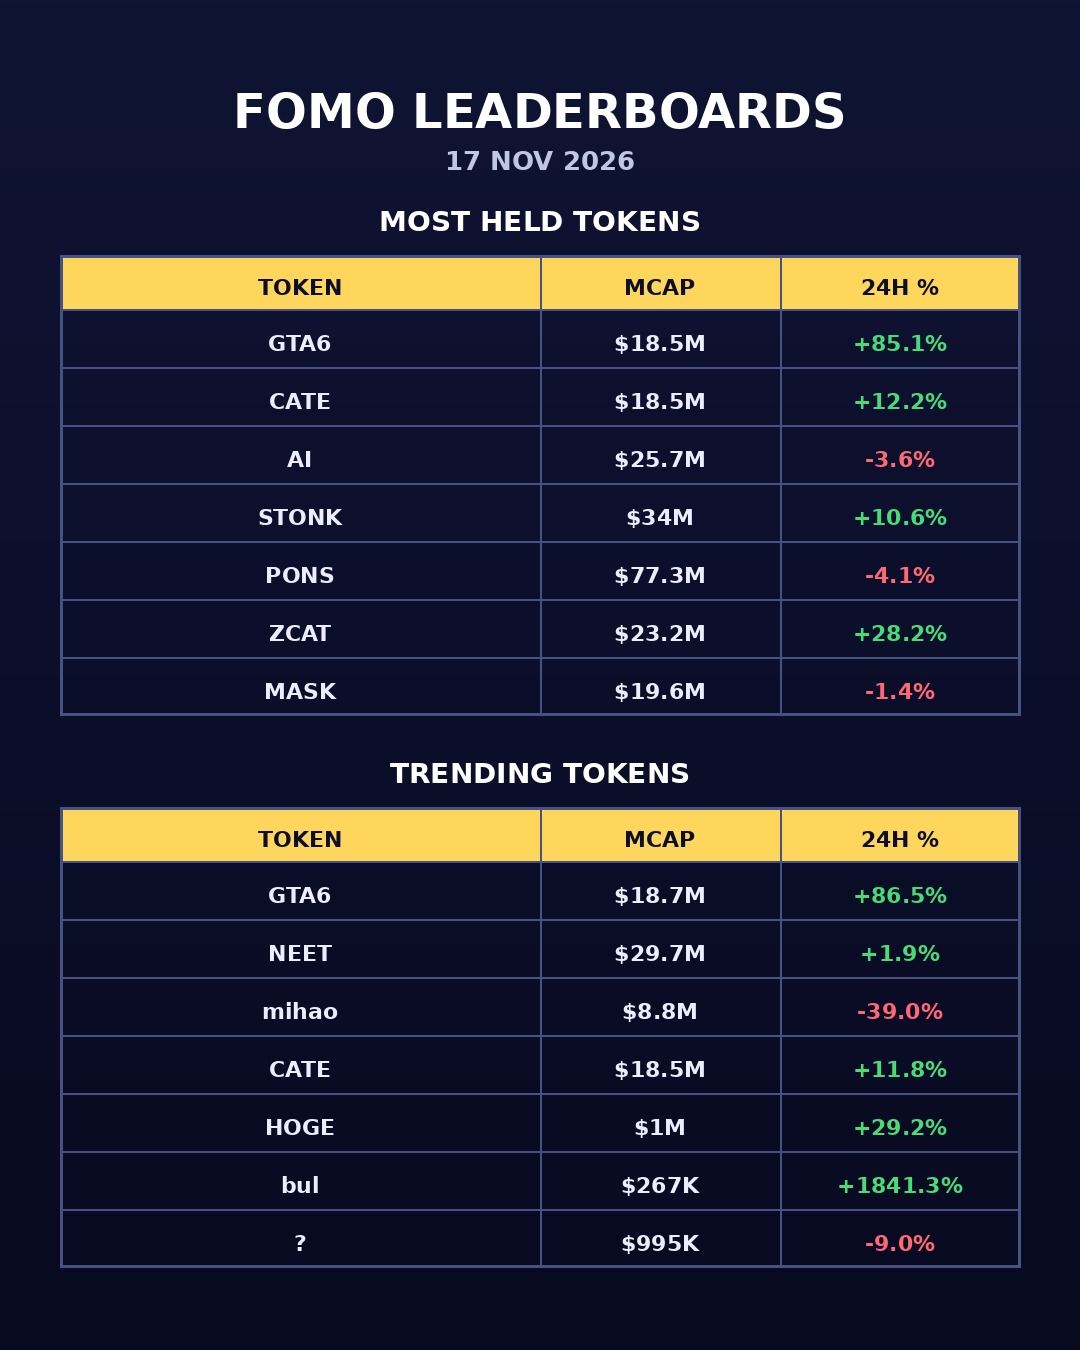 FOMO LEADERBOARDS
17 NOV 2026
MOST HELD TOKENS
TOKEN MCAP 24H %
GTA6 $18.5M +85.1%
CATE $18.5M +12.2%
AI $25.7M -3.6%
STONK $34M +10.6%
PONS $77.3M -4.1%
ZCAT $23.2M +28.2%
MASK $19.6M -1.4%
TRENDING TOKENS
TOKEN MCAP 24H %
GTA6 $18.7M +86.5%
NEET $29.7M +1.9%
mihao $8.8M -39.0%
CATE $18.5M +11.8%
HOGE $1M +29.2%
bul $267K +1841.3%
? $995K -9.0%